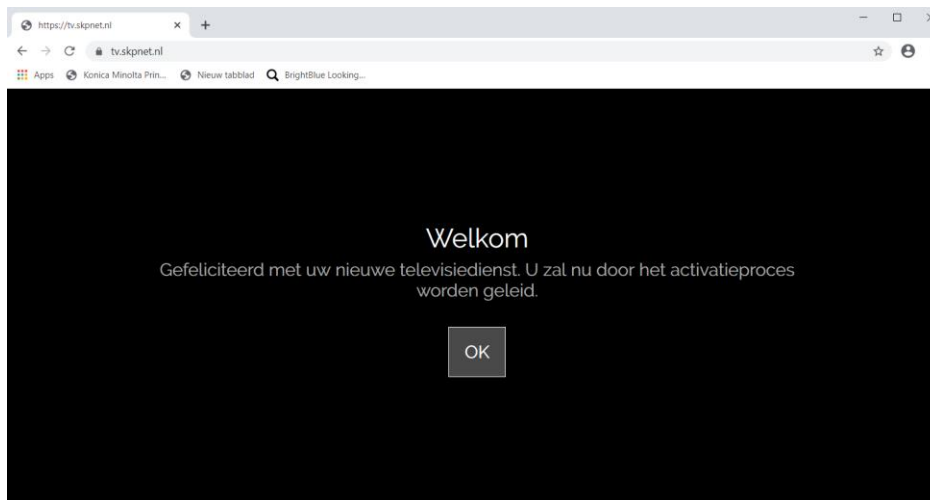 https://tv.skpnet.nl
tv.skpnet.nl
Apps Konica Minolta Prin... Nieuw tabblad BrightBlue Looking...
Welkom
Gefeliciteerd met uw nieuwe televisiedienst. U zal nu door het activatieproces
worden geleid.
OK